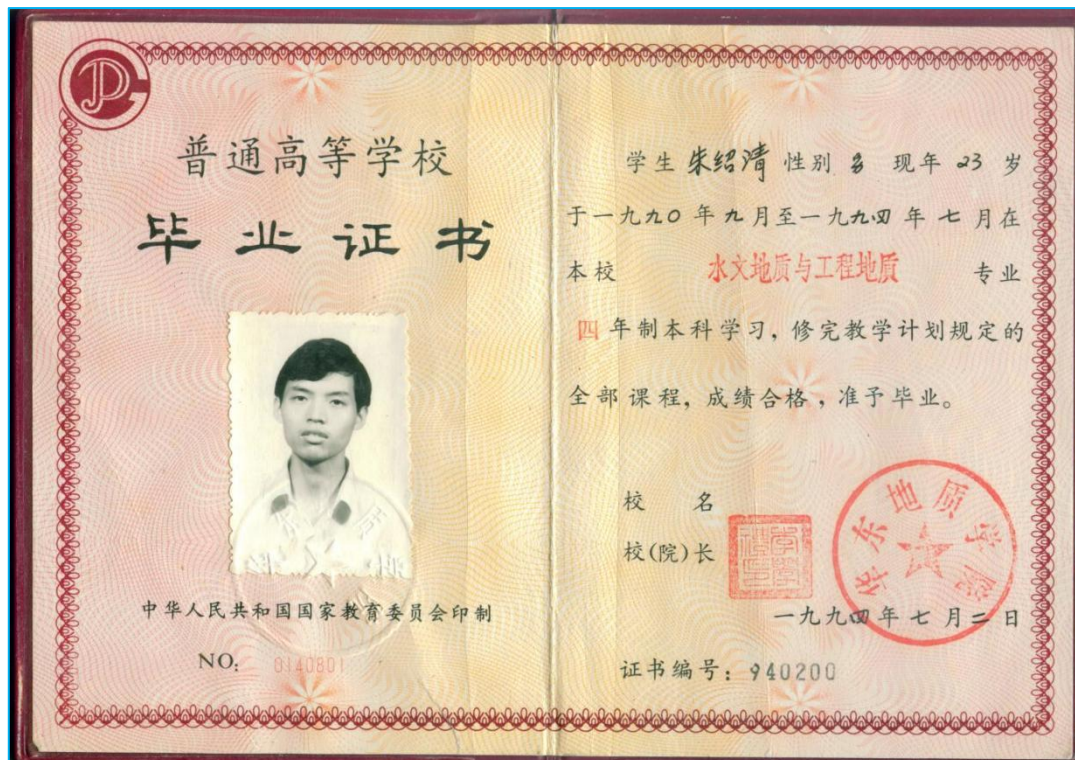 普通高等学校
毕业证书
中华人民共和国国家教育委员会印制
NO: 0140801
学生 朱绍清 性别 男 现年 23 岁
于一九九〇年九月至一九九四年七月在
本校 水文地质与工程地质 专业
四年制本科学习，修完教学计划规定的
全部课程，成绩合格，准予毕业。
校 名
校(院)长
华东地质学院
一九九四年七月二日
证书编号：940200